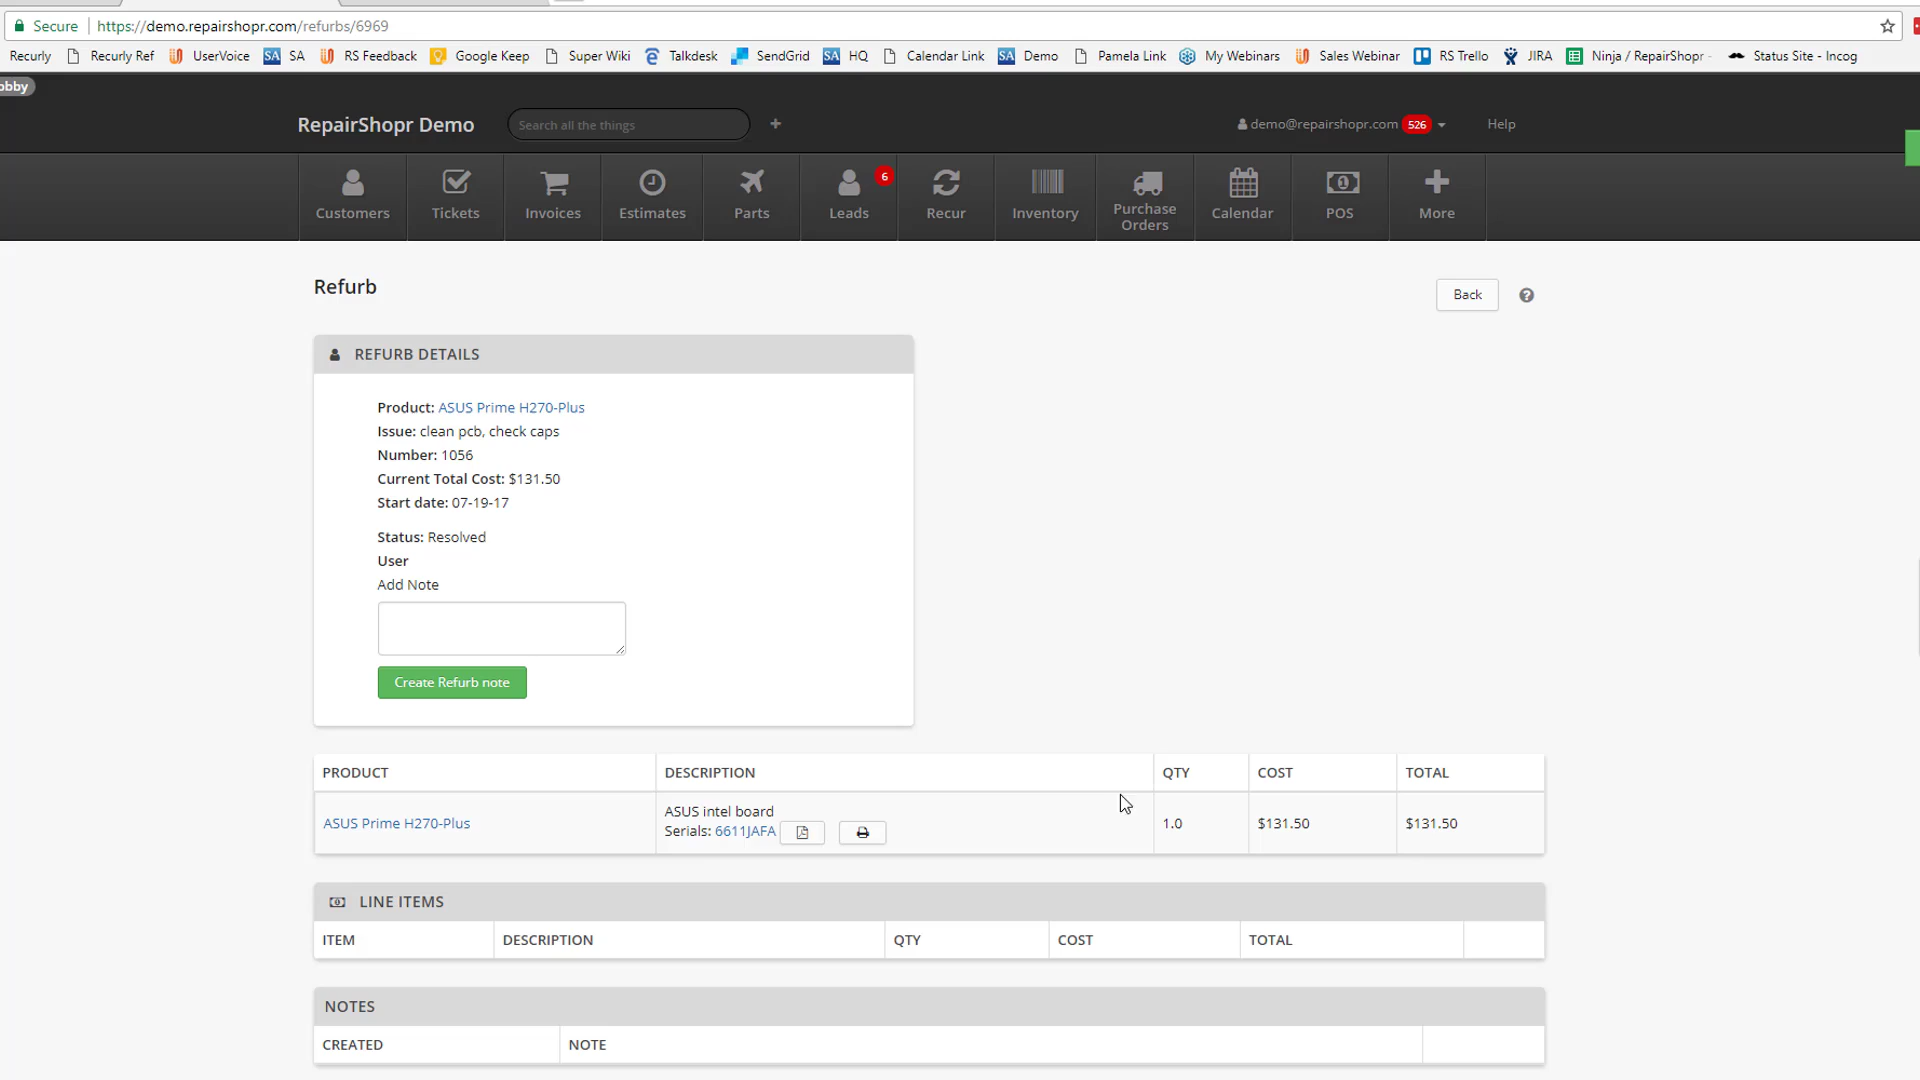 Secure https://demo.repairshopr.com/refurbs/6969
Recurly Recurly Ref UserVoice SA SA RS Feedback Google Keep Super Wiki Talkdesk SendGrid SA HQ Calendar Link SA Demo Pamela Link My Webinars Sales Webinar RS Trello JIRA Ninja / RepairShopr Status Site - Incog
obby
RepairShopr Demo Search all the things demo@repairshopr.com 526 Help
6
Customers Tickets Invoices Estimates Parts Leads Recur Inventory Purchase Orders Calendar POS More
Refurb
Back
REFURB DETAILS
Product: ASUS Prime H270-Plus
Issue: clean pcb, check caps
Number: 1056
Current Total Cost: $131.50
Start date: 07-19-17
Status: Resolved
User
Add Note
Create Refurb note
PRODUCT DESCRIPTION QTY COST TOTAL
ASUS Prime H270-Plus ASUS intel board 1.0 $131.50 $131.50
Serials: 6611JAFA
LINE ITEMS
ITEM DESCRIPTION QTY COST TOTAL
NOTES
CREATED NOTE